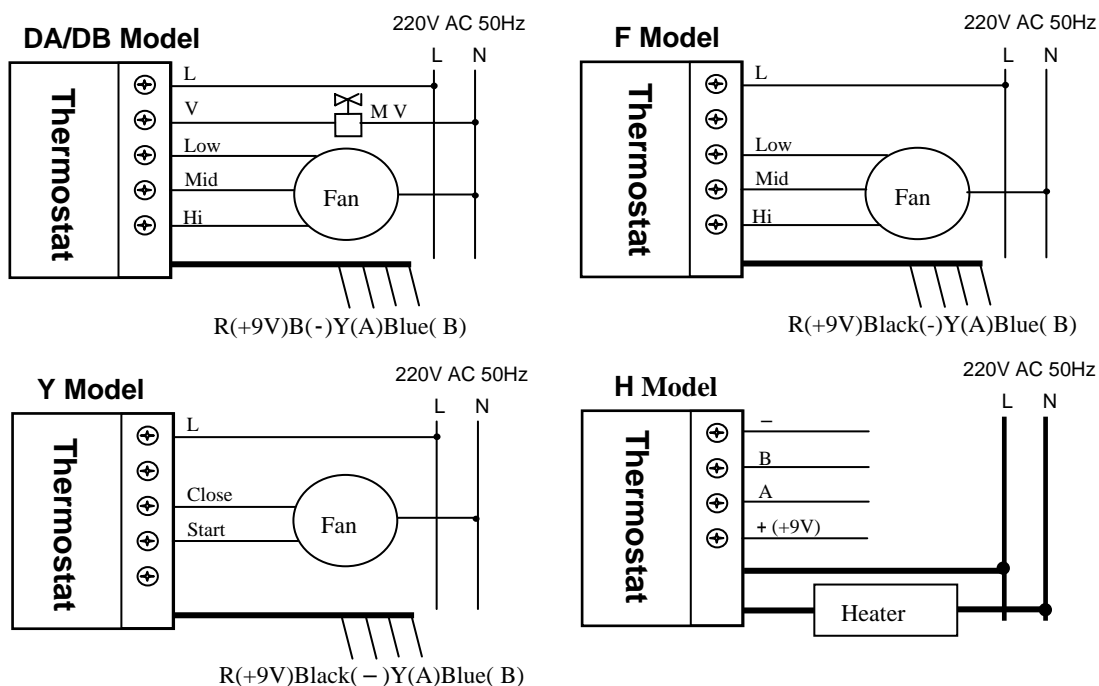 DA/DB Model
220V AC 50Hz
L N
Thermostat
L
V
M V
Low
Mid
Hi
Fan
R(+9V)B(-)Y(A)Blue( B)
F Model
220V AC 50Hz
L N
Thermostat
L
Low
Mid
Hi
Fan
R(+9V)Black(-)Y(A)Blue( B)
Y Model
220V AC 50Hz
L N
Thermostat
L
Close
Start
Fan
R(+9V)Black(−)Y(A)Blue( B)
H Model
220V AC 50Hz
L N
Thermostat
−
B
A
+ (+9V)
Heater